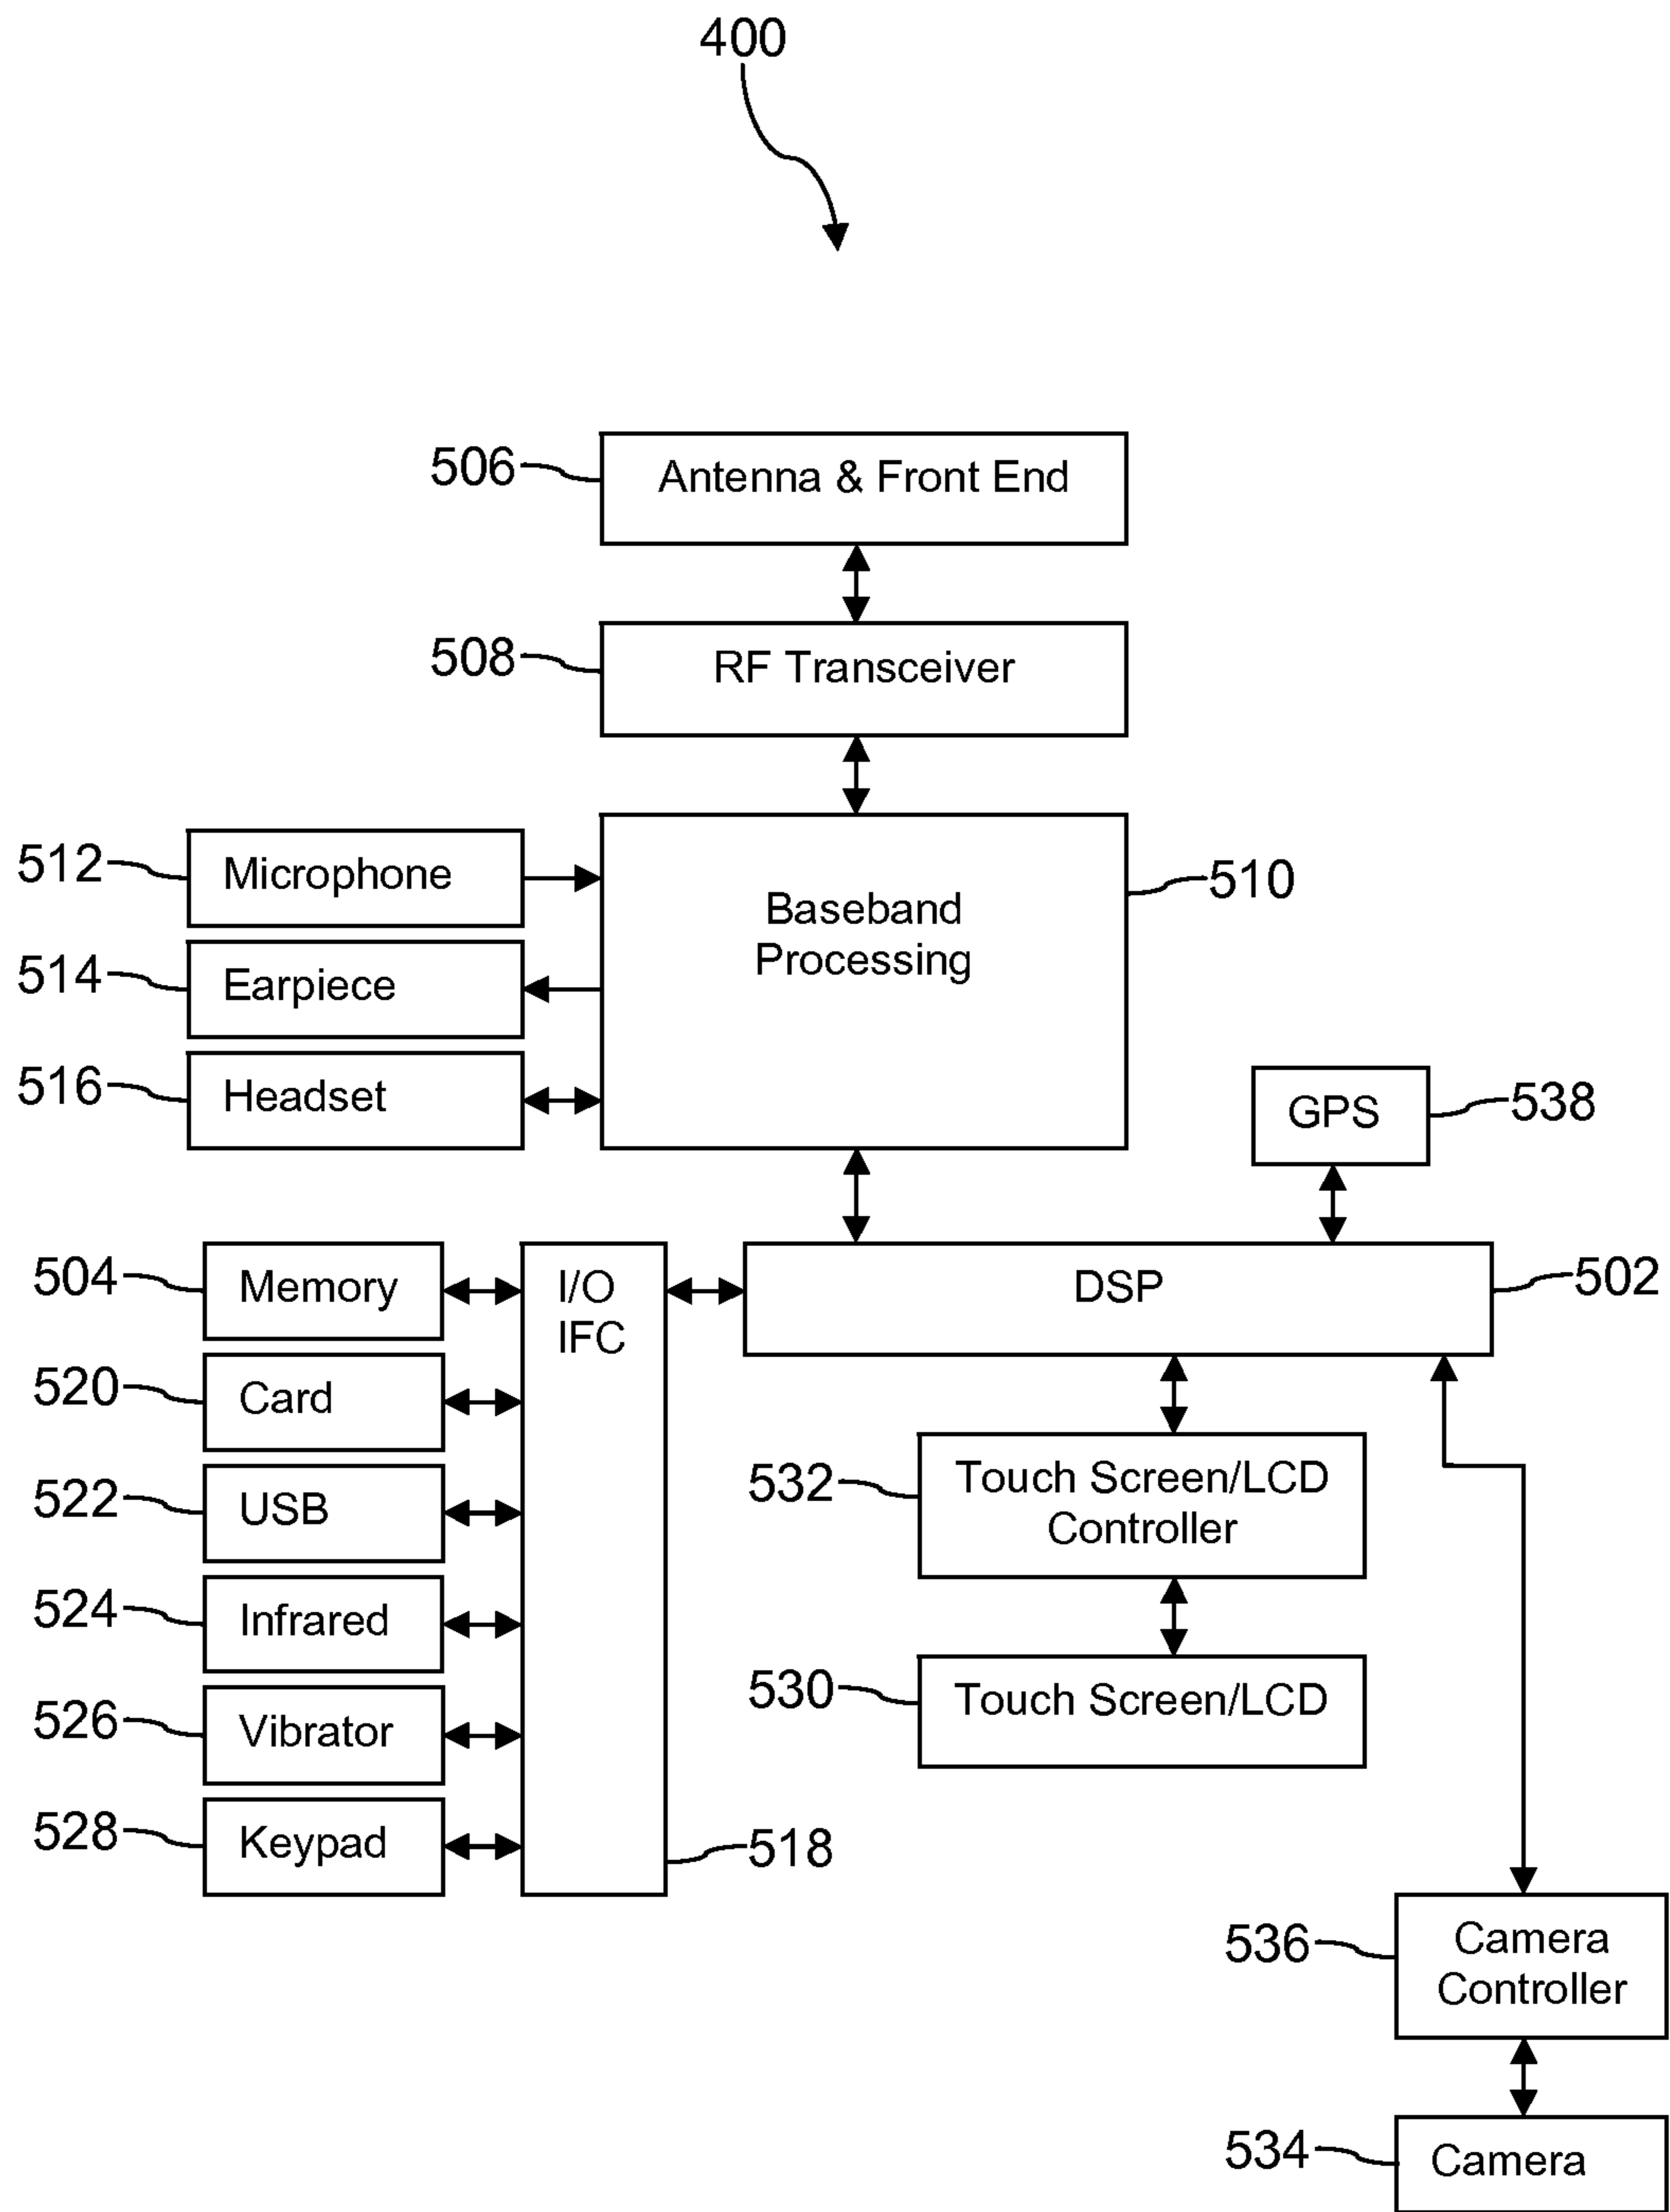 400
506
Antenna & Front End
508
RF Transceiver
512
Microphone
Baseband
Processing
510
514
Earpiece
516
Headset
GPS
538
504
Memory
I/O
IFC
DSP
502
520
Card
522
USB
532
Touch Screen/LCD
Controller
524
Infrared
526
Vibrator
530
Touch Screen/LCD
528
Keypad
518
536
Camera
Controller
534
Camera